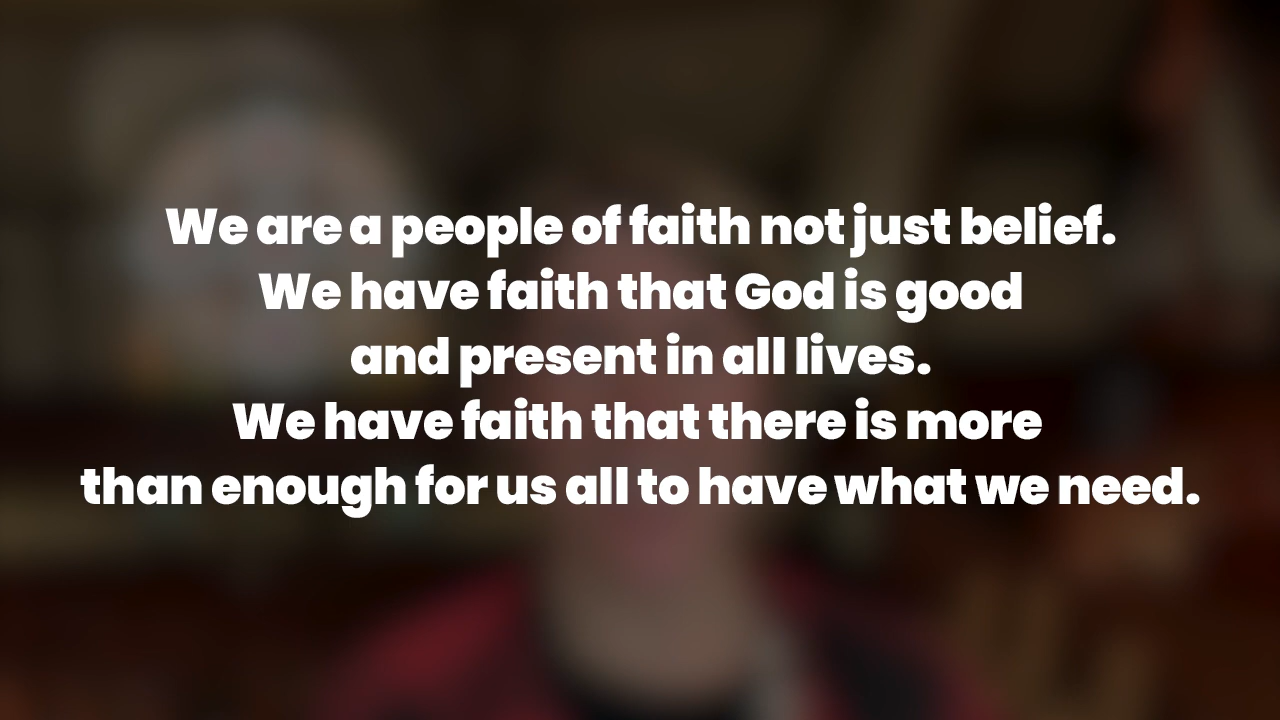 We are a people of faith not just belief.
We have faith that God is good
and present in all lives.
We have faith that there is more
than enough for us all to have what we need.